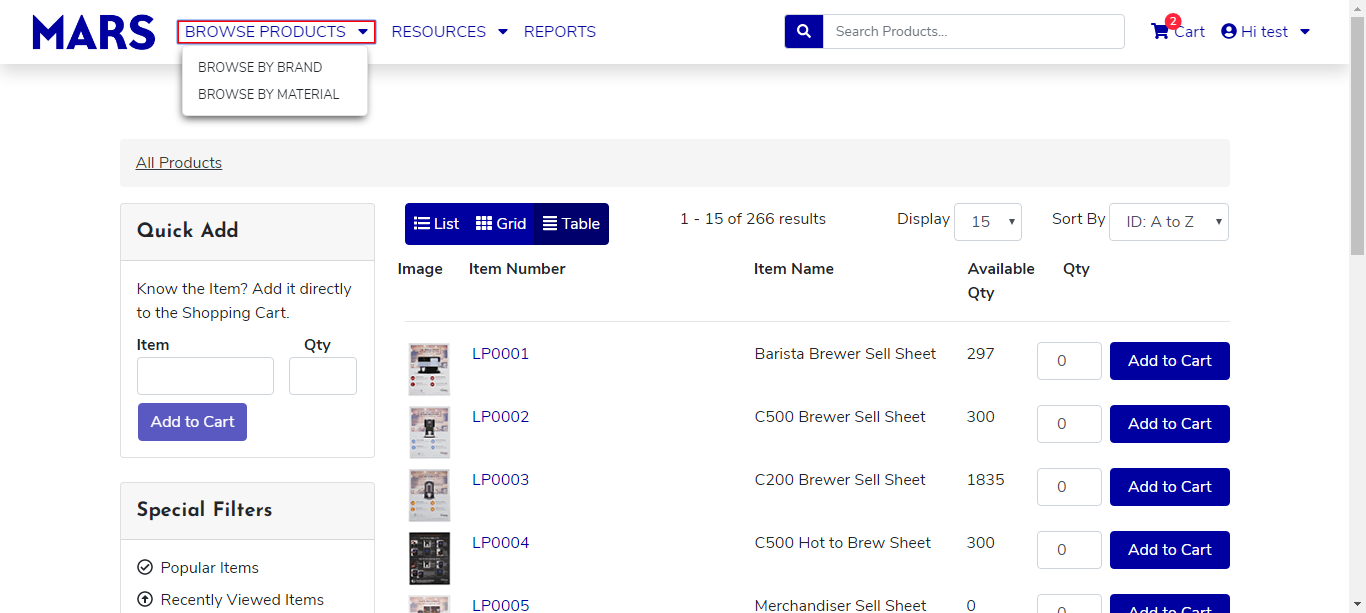 MARS
BROWSE PRODUCTS
RESOURCES
REPORTS
Search Products...
2
Cart
Hi test
BROWSE BY BRAND
BROWSE BY MATERIAL
All Products
Quick Add
Know the Item? Add it directly
to the Shopping Cart.
Item Qty
Add to Cart
Special Filters
Popular Items
Recently Viewed Items
List Grid Table
1 - 15 of 266 results
Display 15
Sort By ID: A to Z
Image Item Number Item Name Available Qty
Qty
LP0001 Barista Brewer Sell Sheet 297 0 Add to Cart
LP0002 C500 Brewer Sell Sheet 300 0 Add to Cart
LP0003 C200 Brewer Sell Sheet 1835 0 Add to Cart
LP0004 C500 Hot to Brew Sheet 300 0 Add to Cart
LP0005 Merchandiser Sell Sheet 0 0 Add to Cart